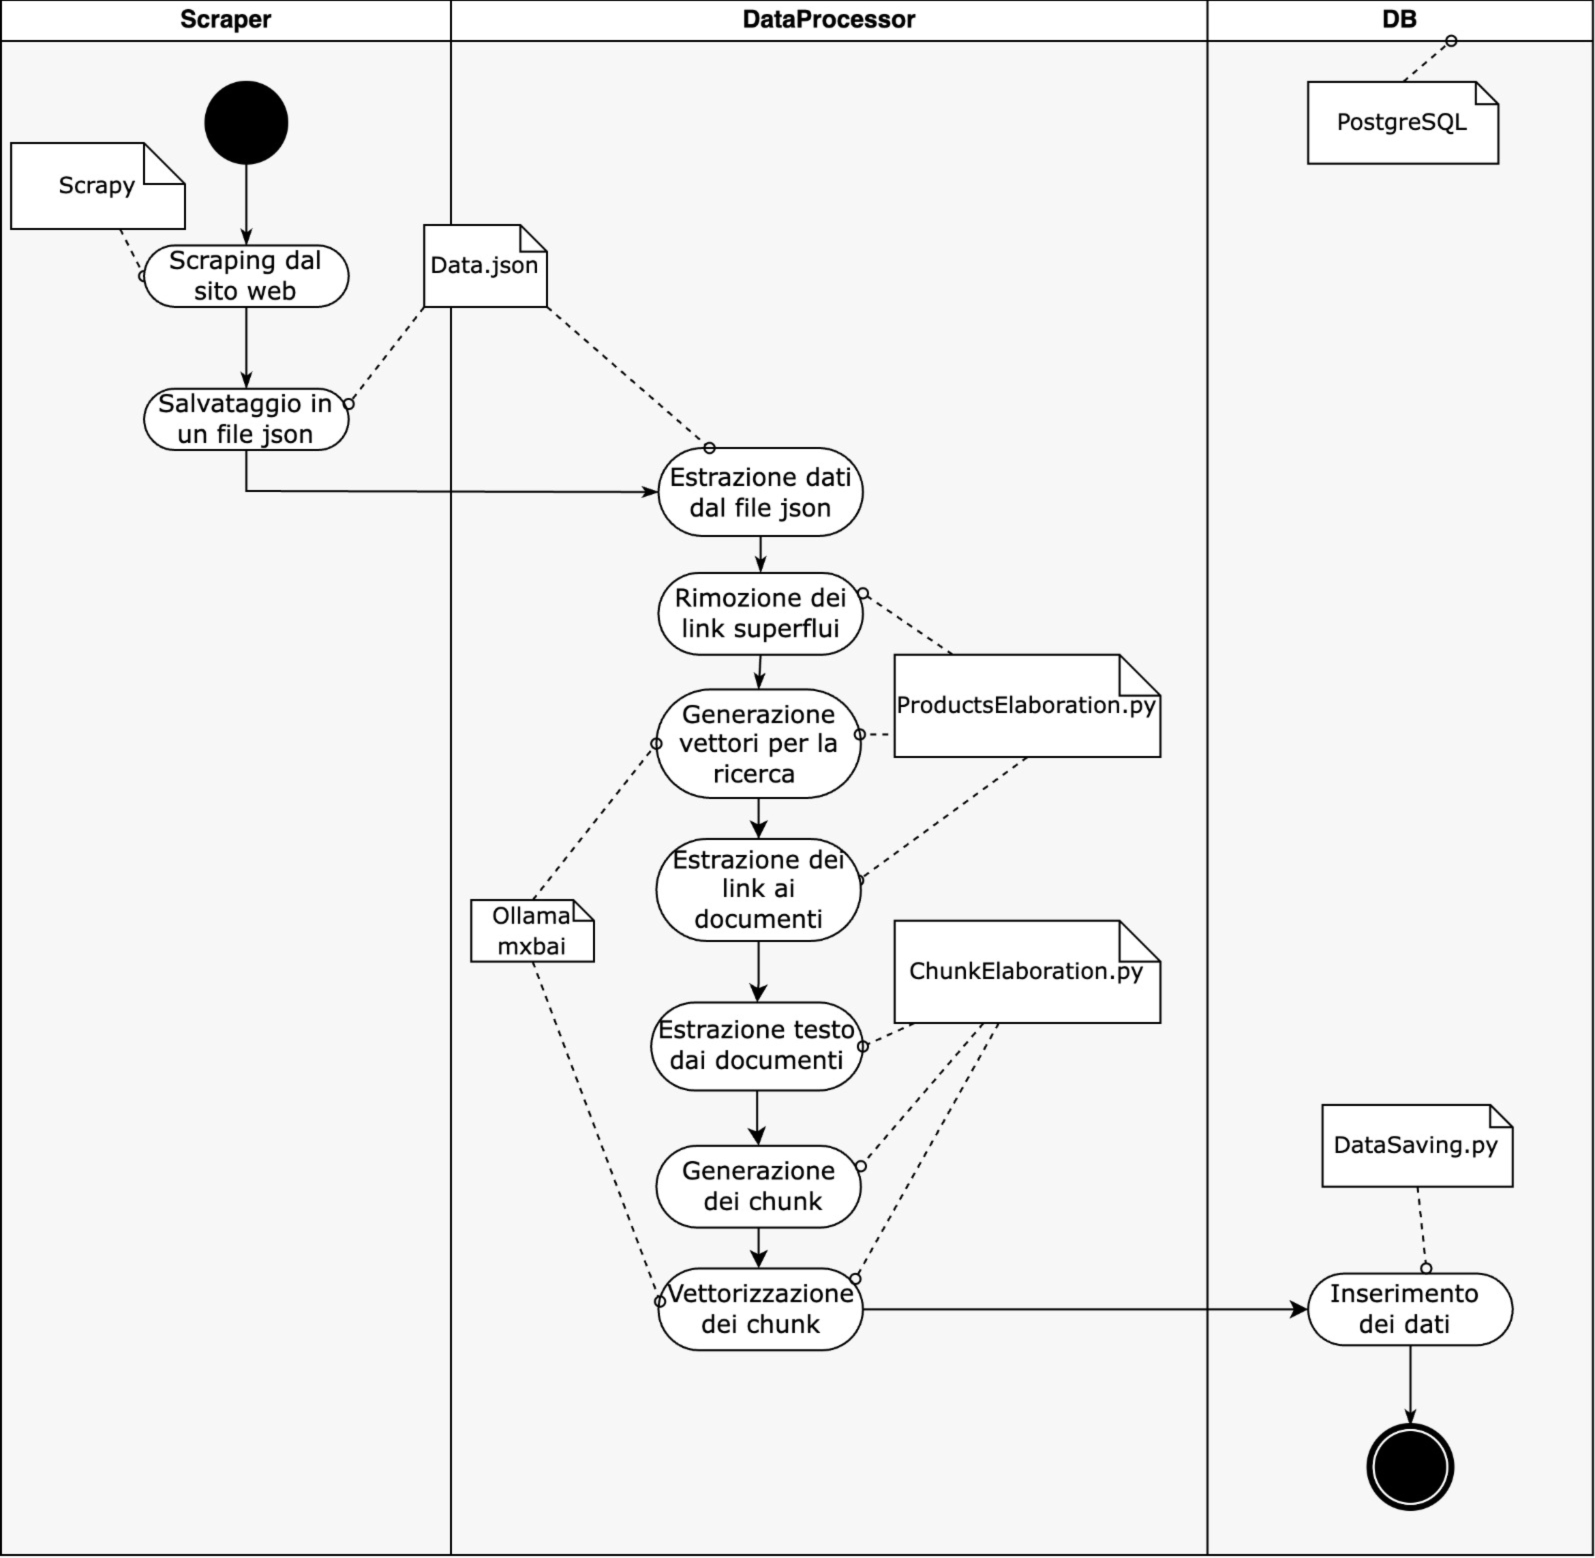 Scraper
DataProcessor
DB
PostgreSQL
Scrapy
Scraping dal
sito web
Data.json
Salvataggio in
un file json
Estrazione dati
dal file json
Rimozione dei
link superflui
ProductsElaboration.py
Generazione
vettori per la
ricerca
Estrazione dei
link ai
documenti
Ollama
mxbai
ChunkElaboration.py
Estrazione testo
dai documenti
Generazione
dei chunk
DataSaving.py
Vettorizzazione
dei chunk
Inserimento
dei dati